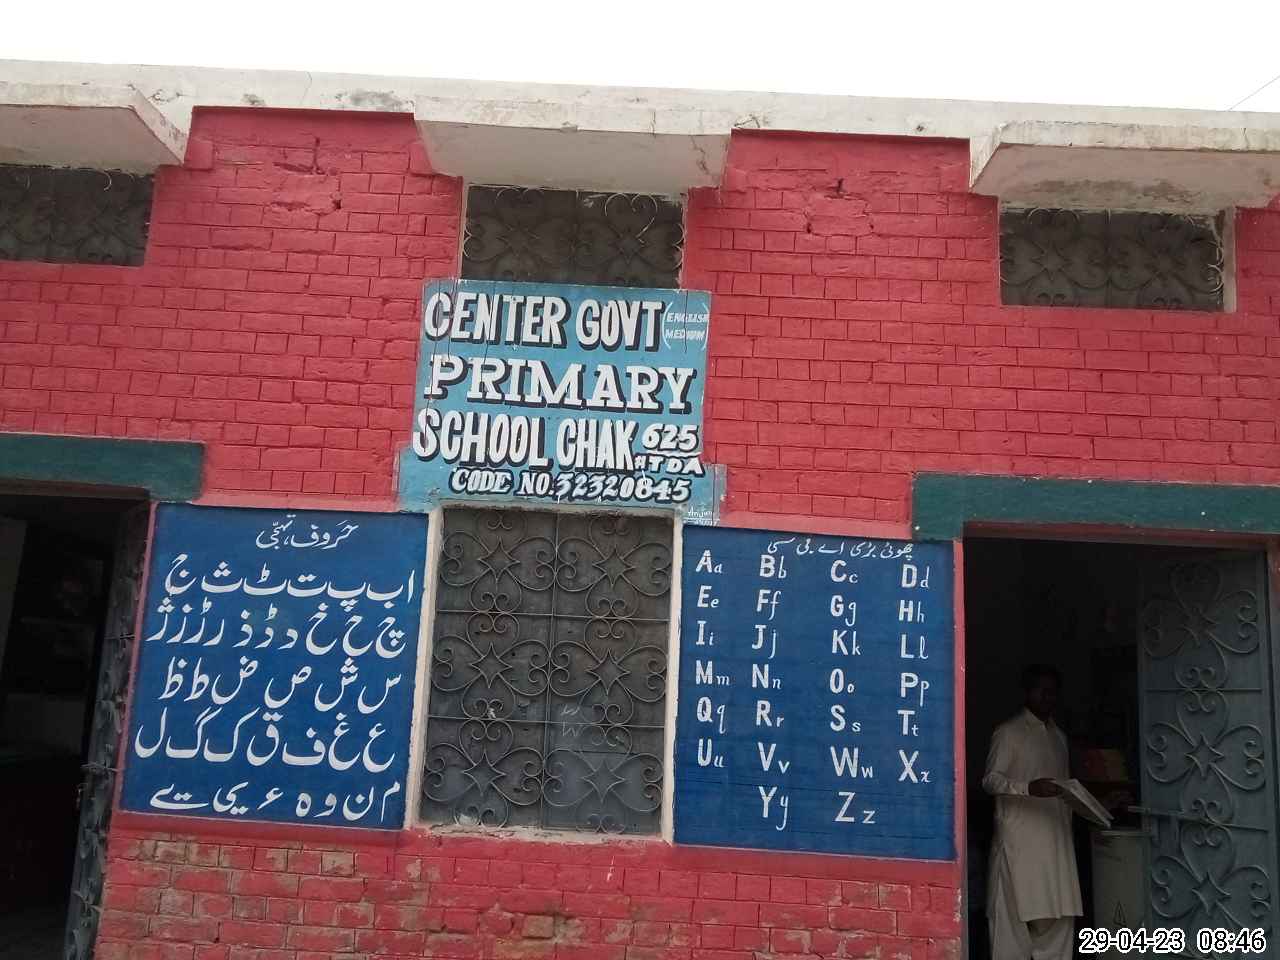 CENTER GOVT (ENGLISH MEDIUM)
PRIMARY
SCHOOL CHAK 625
TDA
CODE NO. 32320845
حروف تہجی
ا ب پ ت ٹ ث ج
چ ح خ د ڈ ذ ر ڑ ز ژ
س ش ص ض ط ظ
ع غ ف ق ک گ ل
م ن و ہ ء ی ے
چھوٹی بڑی اے بی سی
Aa Bb Cc Dd
Ee Ff Gg Hh
Ii Jj Kk Ll
Mm Nn Oo Pp
Qq Rr Ss Tt
Uu Vv Ww Xx
Yy Zz
29-04-23 08:46